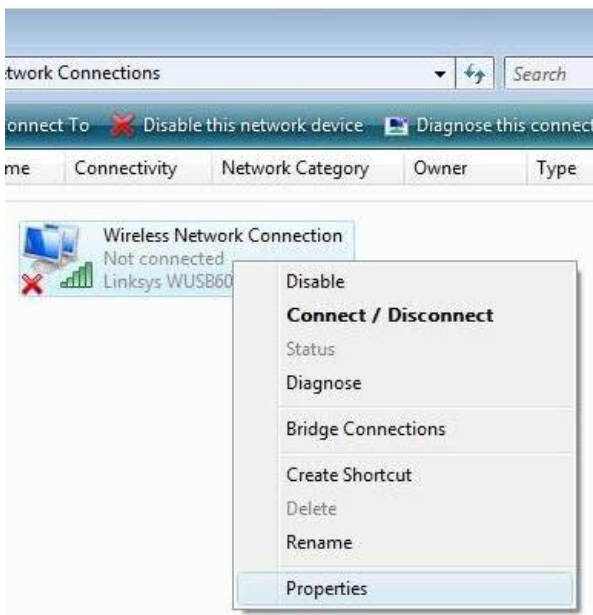 twork Connections
Search
onnect To Disable this network device Diagnose this connect
me Connectivity Network Category Owner Type
Wireless Network Connection
Not connected
Linksys WUSB60
Disable
Connect / Disconnect
Status
Diagnose
Bridge Connections
Create Shortcut
Delete
Rename
Properties